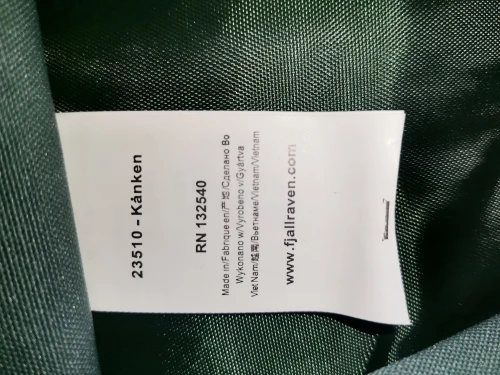 23510 - Kånken
RN 132540
Made in/Fabriqué en/产地/Сделано Во
Wykonano w/Vyrobeno v/Gyártva
Viet Nam/越南/Вьетнаме/Vietnam/Vietnam
www.fjallraven.com